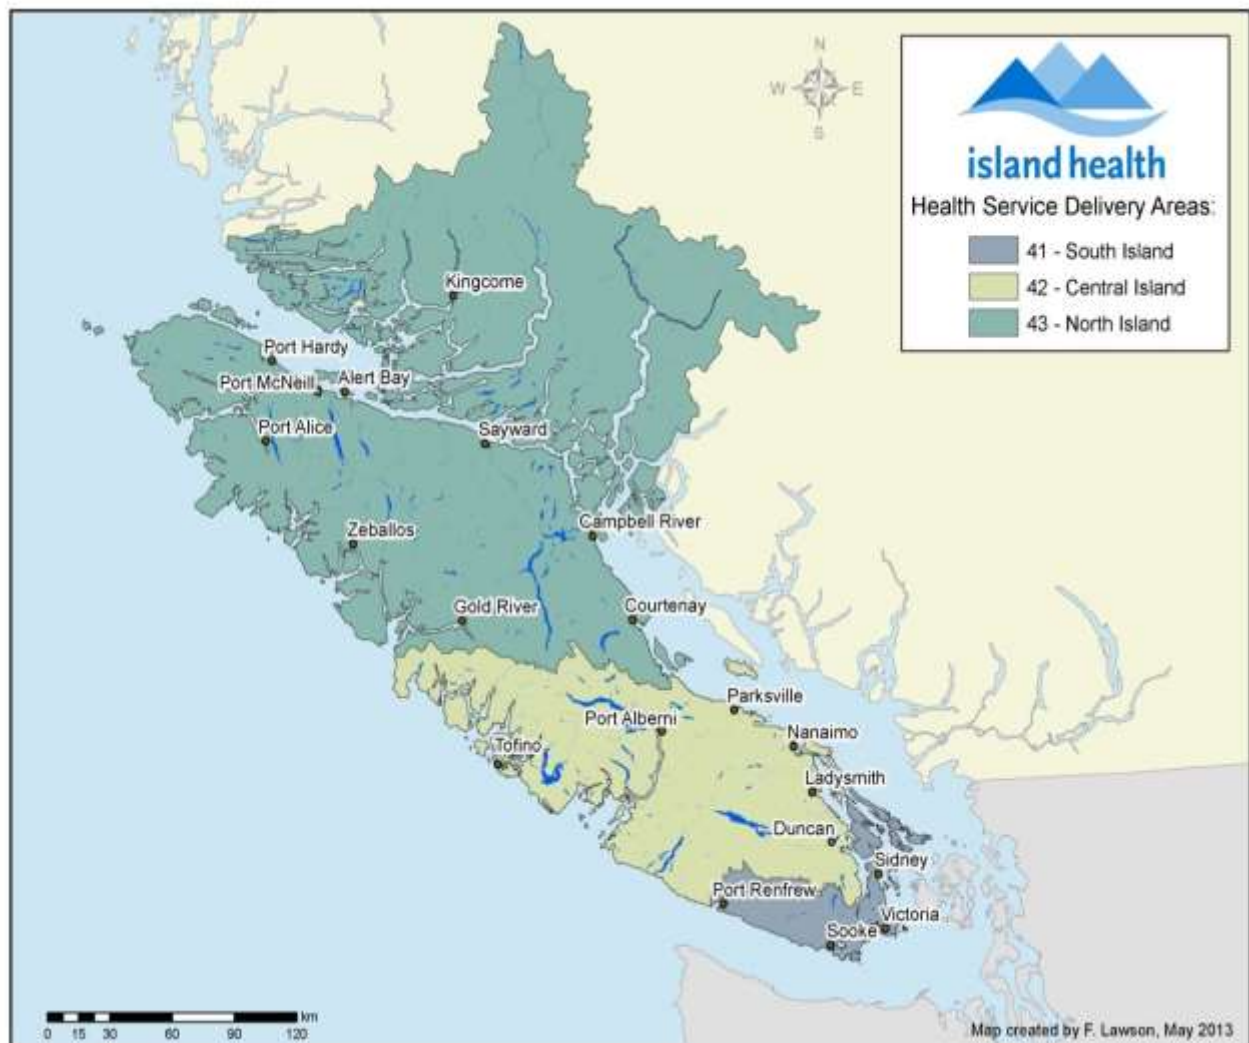 N
W E
S
island health
Health Service Delivery Areas:
41 - South Island
42 - Central Island
43 - North Island
Kingcome
Port Hardy
Port McNeill
Alert Bay
Port Alice
Sayward
Campbell River
Zeballos
Gold River
Courtenay
Parksville
Port Alberni
Nanaimo
Tofino
Ladysmith
Duncan
Sidney
Port Renfrew
Victoria
Sooke
km
0 15 30 60 90 120
Map created by F. Lawson, May 2013